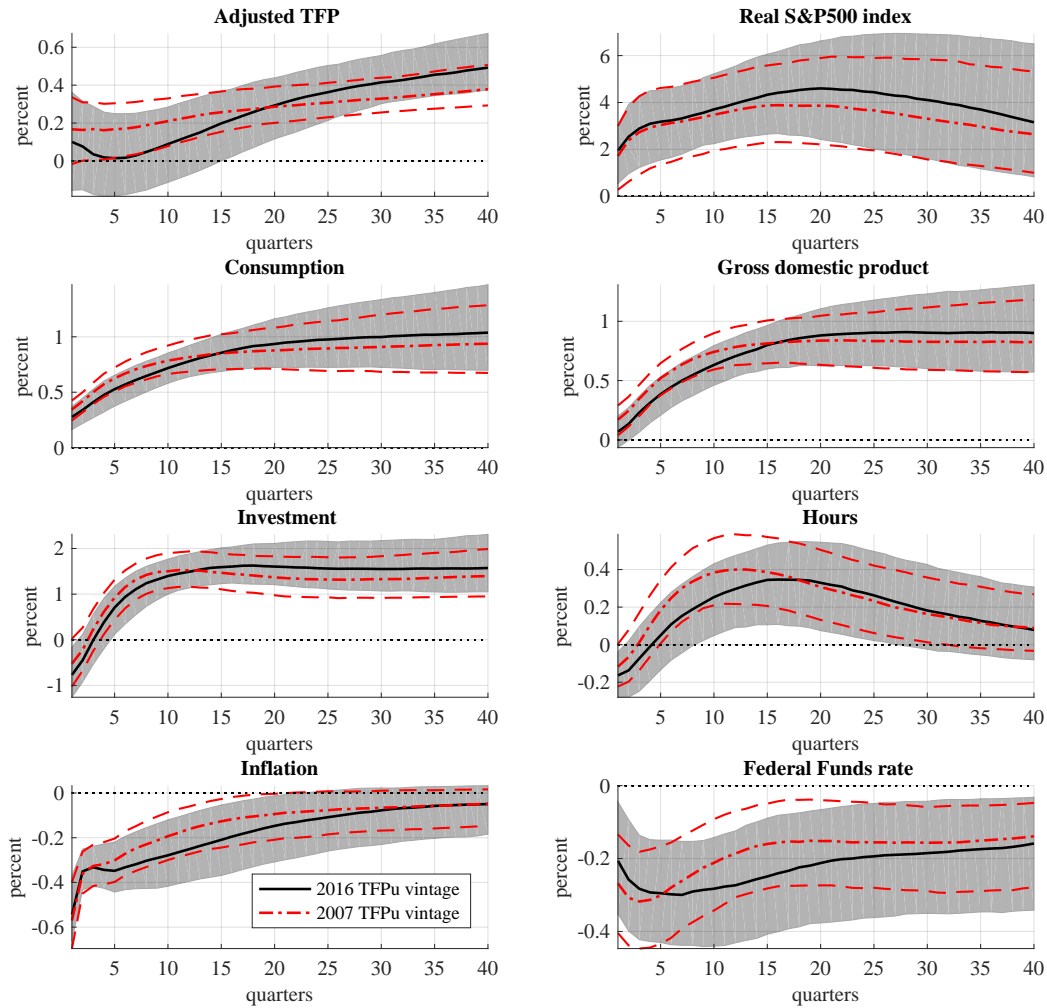 Adjusted TFP
percent
0.6
0.4
0.2
0
5 10 15 20 25 30 35 40
quarters
Real S&P500 index
percent
6
4
2
0
5 10 15 20 25 30 35 40
quarters
Consumption
percent
1
0.5
0
5 10 15 20 25 30 35 40
quarters
Gross domestic product
percent
1
0.5
0
5 10 15 20 25 30 35 40
quarters
Investment
percent
2
1
0
-1
5 10 15 20 25 30 35 40
quarters
Hours
percent
0.4
0.2
0
-0.2
5 10 15 20 25 30 35 40
quarters
Inflation
percent
0
-0.2
-0.4
-0.6
2016 TFPu vintage
2007 TFPu vintage
5 10 15 20 25 30 35 40
quarters
Federal Funds rate
percent
0
-0.2
-0.4
5 10 15 20 25 30 35 40
quarters